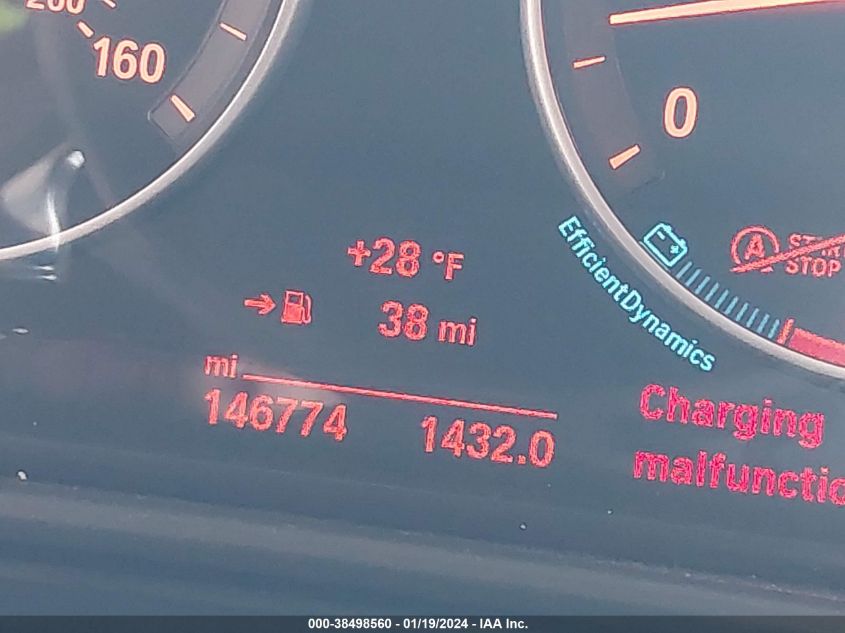 160
0
+28 °F
38 mi
mi
146774 1432.0
EfficientDynamics
A
STOP
Charging
000-38498560 - 01/19/2024 - IAA Inc.